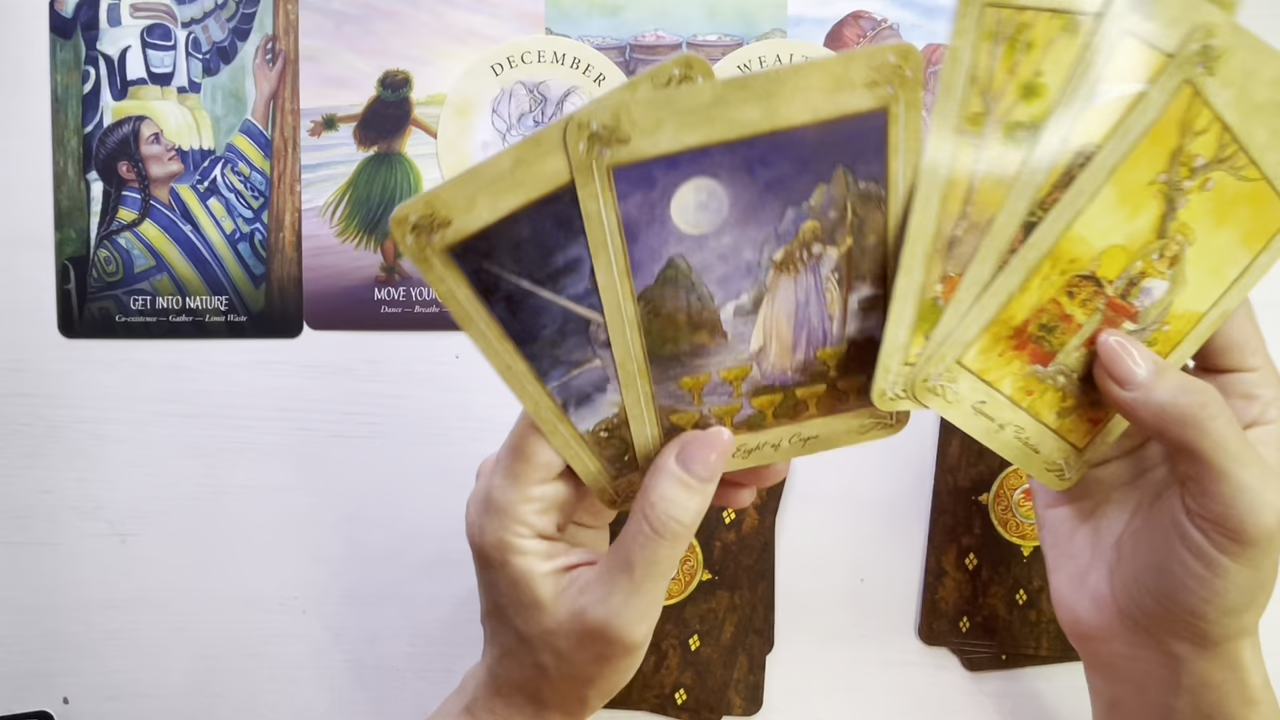 DECEMBER
WEALT
GET INTO NATURE
Co-existence — Gather — Limit Waste
MOVE YOUR
Dance — Breathe —
Eight of Cups